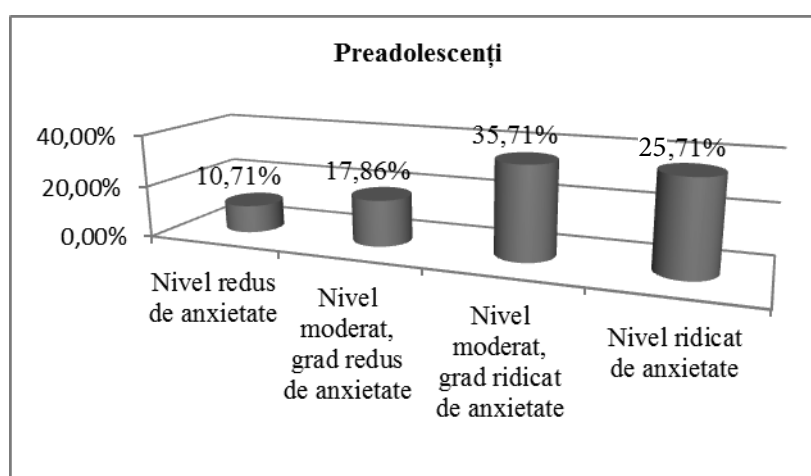 Preadolescenți
40,00%
20,00%
0,00%
10,71%
17,86%
35,71%
25,71%
Nivel redus
de anxietate
Nivel
moderat,
grad redus
de anxietate
Nivel
moderat,
grad ridicat
de anxietate
Nivel ridicat
de anxietate